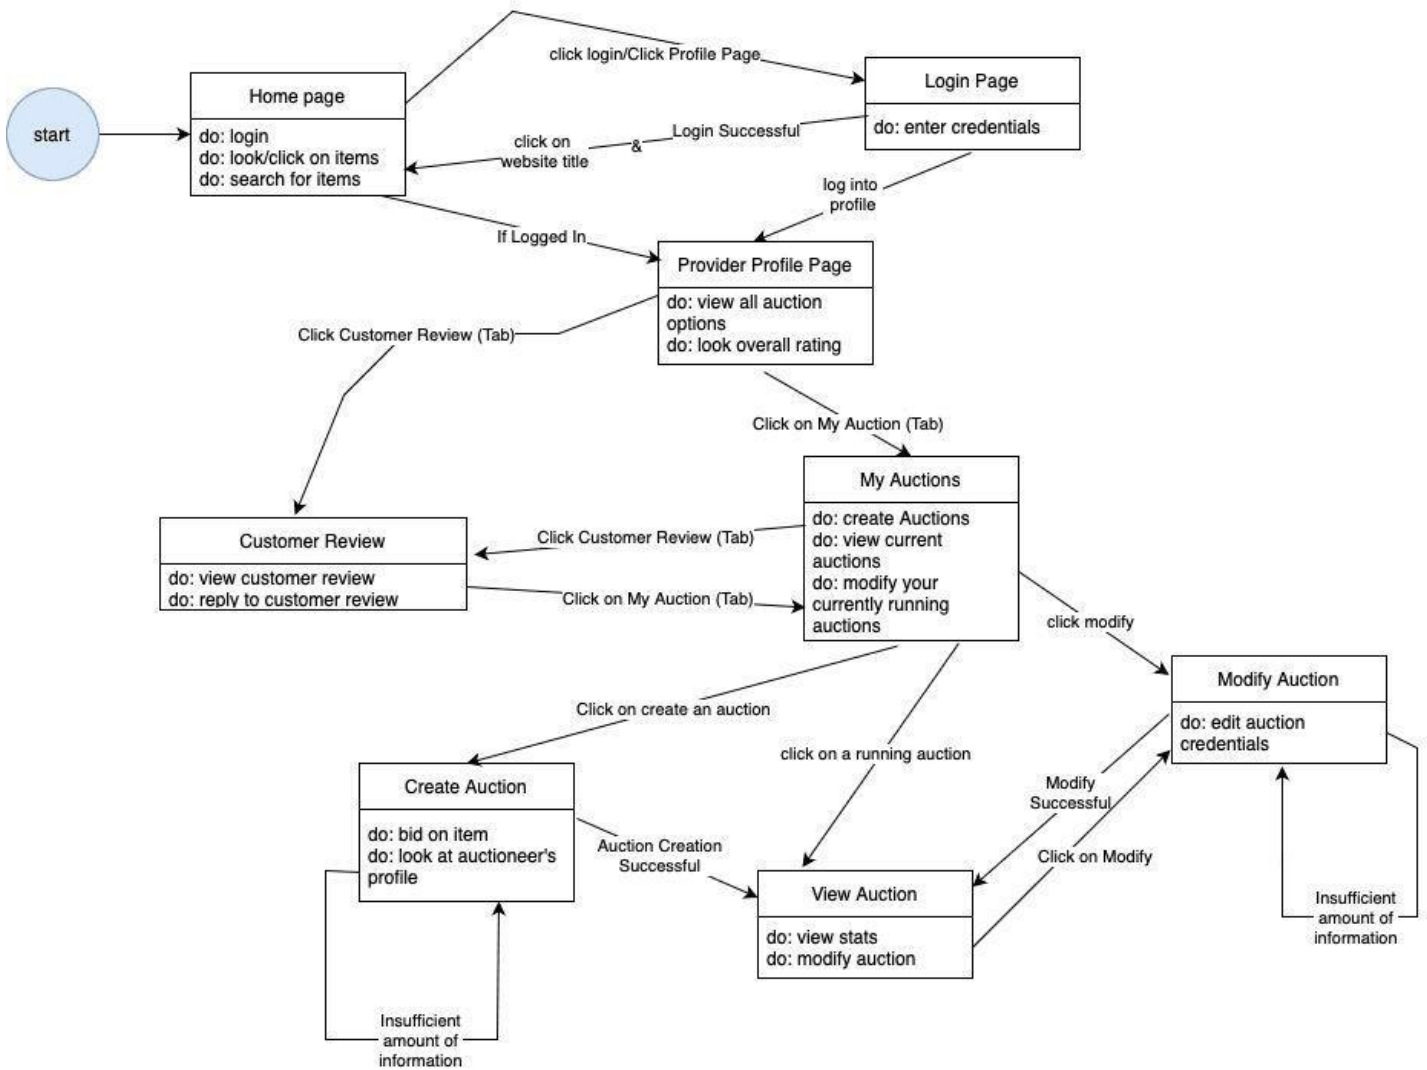 click login/Click Profile Page
Login Page
do: enter credentials
Home page
start
do: login
do: look/click on items
do: search for items
click on
website title
&
Login Successful
log into
profile
If Logged In
Provider Profile Page
do: view all auction
options
do: look overall rating
Click Customer Review (Tab)
Click on My Auction (Tab)
My Auctions
do: create Auctions
do: view current
auctions
do: modify your
currently running
auctions
Click Customer Review (Tab)
Customer Review
do: view customer review
do: reply to customer review
Click on My Auction (Tab)
click modify
Modify Auction
do: edit auction
credentials
Click on create an auction
click on a running auction
Modify
Successful
Click on Modify
Create Auction
do: bid on item
do: look at auctioneer's
profile
Auction Creation
Successful
View Auction
do: view stats
do: modify auction
Insufficient
amount of
information
Insufficient
amount of
information